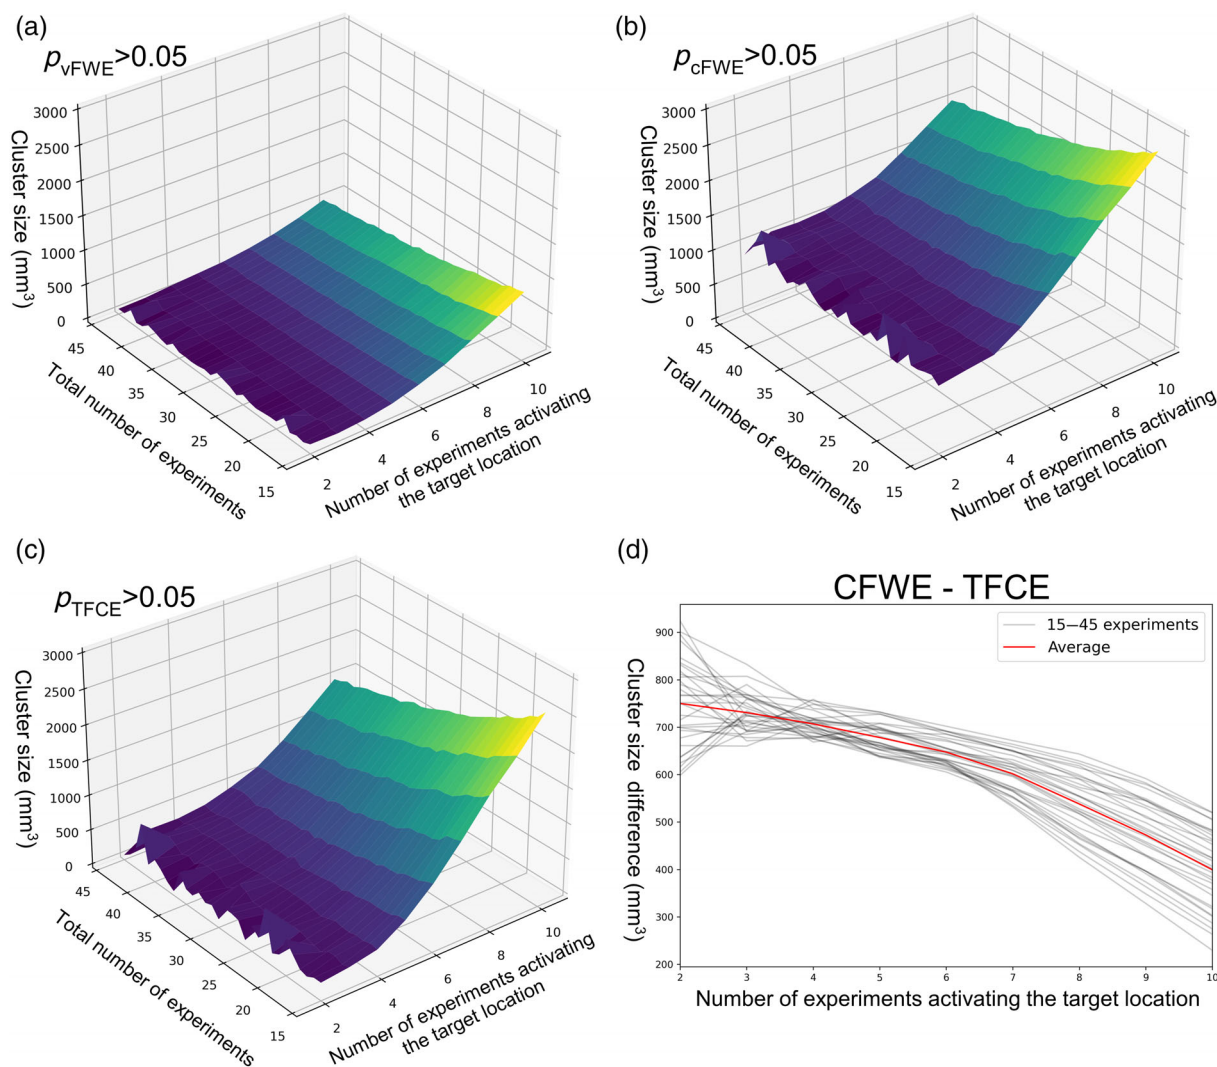 (a)
p_vFWE>0.05
3000
2500
2000
1500
1000
500
0
Cluster size (mm³)
45
40
35
30
25
20
15
Total number of experiments
2
4
6
8
10
Number of experiments activating
the target location
(b)
p_cFWE>0.05
3000
2500
2000
1500
1000
500
0
Cluster size (mm³)
45
40
35
30
25
20
15
Total number of experiments
2
4
6
8
10
Number of experiments activating
the target location
(c)
p_TFCE>0.05
3000
2500
2000
1500
1000
500
0
Cluster size (mm³)
45
40
35
30
25
20
15
Total number of experiments
2
4
6
8
10
Number of experiments activating
the target location
(d)
CFWE - TFCE
15—45 experiments
Average
900
800
700
600
500
400
300
200
Cluster size difference (mm³)
2 3 4 5 6 7 8 9 10
Number of experiments activating the target location